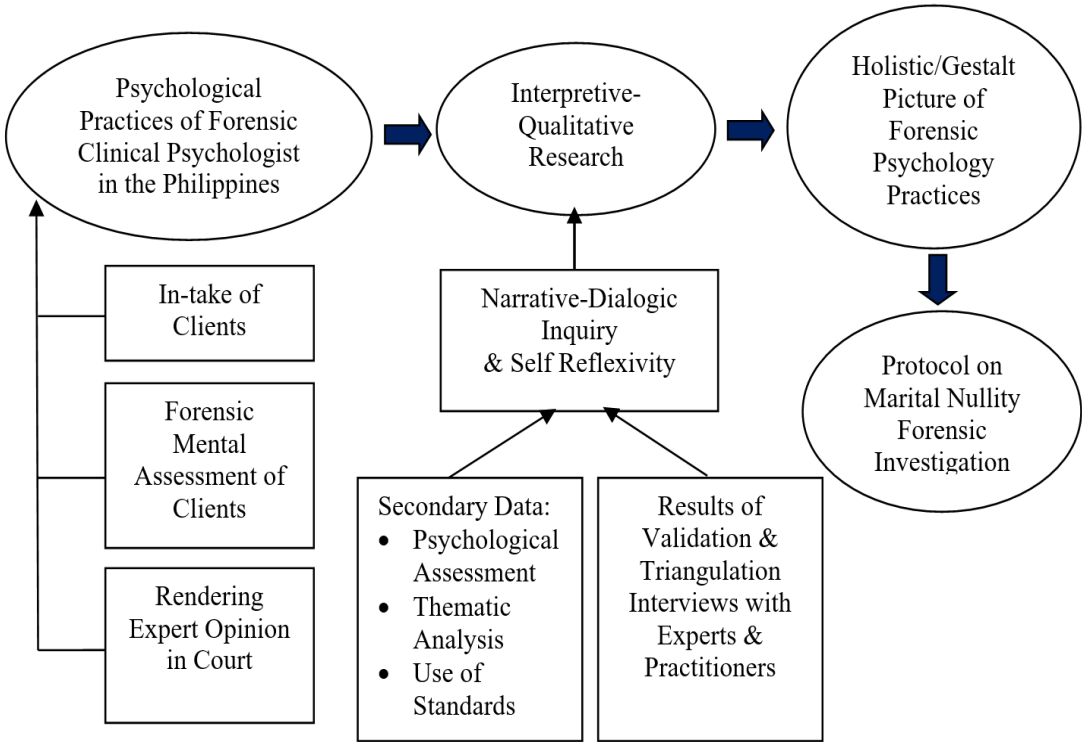 Psychological
Practices of Forensic
Clinical Psychologist
in the Philippines
Interpretive-
Qualitative
Research
Holistic/Gestalt
Picture of
Forensic
Psychology
Practices
In-take of
Clients
Forensic
Mental
Assessment of
Clients
Rendering
Expert Opinion
in Court
Narrative-Dialogic
Inquiry
& Self Reflexivity
Secondary Data:
• Psychological
Assessment
• Thematic
Analysis
• Use of
Standards
Results of
Validation &
Triangulation
Interviews with
Experts &
Practitioners
Protocol on
Marital Nullity
Forensic
Investigation